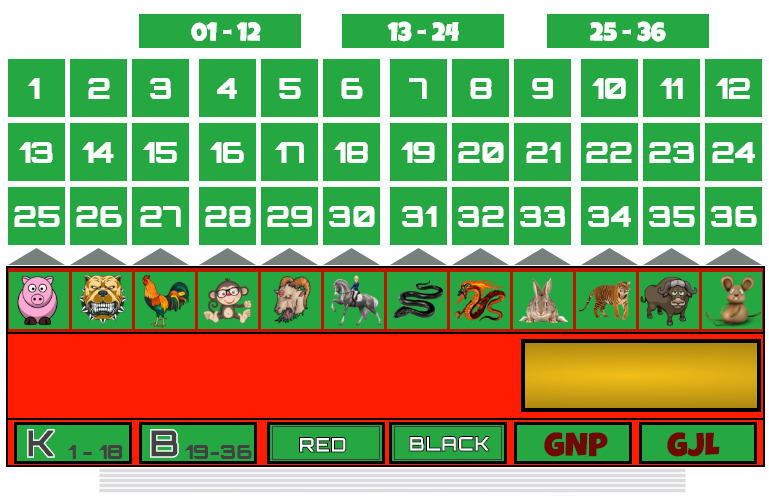 01 - 12 13 - 24 25 - 36
1 2 3 4 5 6 7 8 9 10 11 12
13 14 15 16 17 18 19 20 21 22 23 24
25 26 27 28 29 30 31 32 33 34 35 36
K 1 - 18 B 19-36 RED BLACK GNP GJL